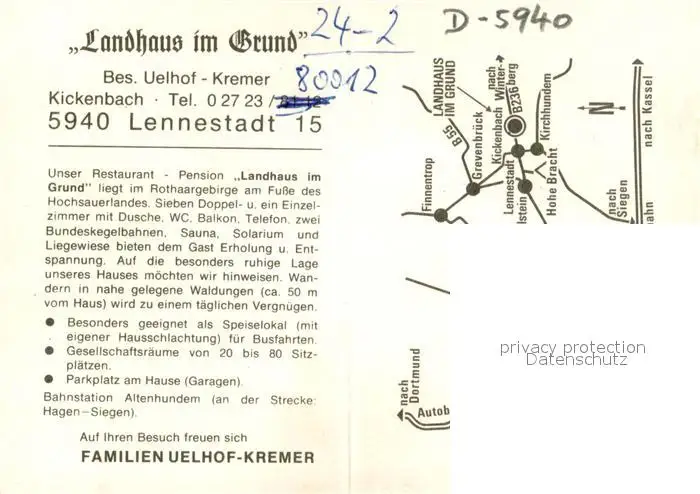 D-5940
24-2
„Landhaus im Grund”
Bes. Uelhof - Kremer
80012
Kickenbach · Tel. 0 27 23 /
5940 Lennestadt 15
Unser Restaurant - Pension „Landhaus im
Grund” liegt im Rothaargebirge am Fuße des
Hochsauerlandes. Sieben Doppel- u. ein Einzel-
zimmer mit Dusche, WC, Balkon, Telefon, zwei
Bundeskegelbahnen, Sauna, Solarium und
Liegewiese bieten dem Gast Erholung u. Ent-
spannung. Auf die besonders ruhige Lage
unseres Hauses möchten wir hinweisen. Wan-
dern in nahe gelegene Waldungen (ca. 50 m
vom Haus) wird zu einem täglichen Vergnügen.
● Besonders geeignet als Speiselokal (mit
eigener Hausschlachtung) für Busfahrten.
● Gesellschaftsräume von 20 bis 80 Sitz-
plätzen.
● Parkplatz am Hause (Garagen).
Bahnstation Altenhundem (an der Strecke:
Hagen–Siegen).
Auf Ihren Besuch freuen sich
FAMILIEN UELHOF-KREMER
LANDHAUS
IM GRUND
nach
Winter-
berg
B236
Kirchhundem
B55
Grevenbrück
Kickenbach
Lennestadt
Hohe Bracht
Finnentrop
lstein
N
nach Kassel
nach
Siegen
ahn
nach
Dortmund
Autob
privacy protection
Datenschutz